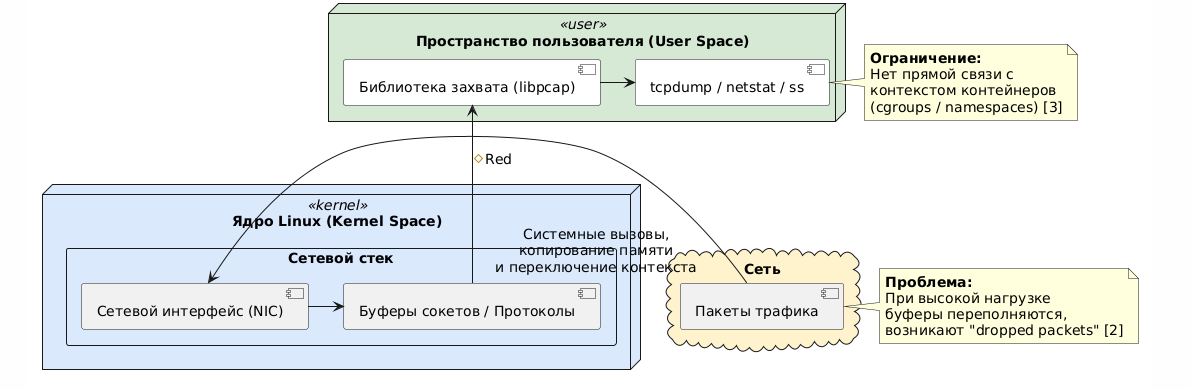 «user»
Пространство пользователя (User Space)
Библиотека захвата (libpcap)
tcpdump / netstat / ss
Ограничение:
Нет прямой связи с
контекстом контейнеров
(cgroups / namespaces) [3]
Red
«kernel»
Ядро Linux (Kernel Space)
Системные вызовы,
копирование памяти
и переключение контекста
Сетевой стек
Сетевой интерфейс (NIC)
Буферы сокетов / Протоколы
Сеть
Пакеты трафика
Проблема:
При высокой нагрузке
буферы переполняются,
возникают "dropped packets" [2]